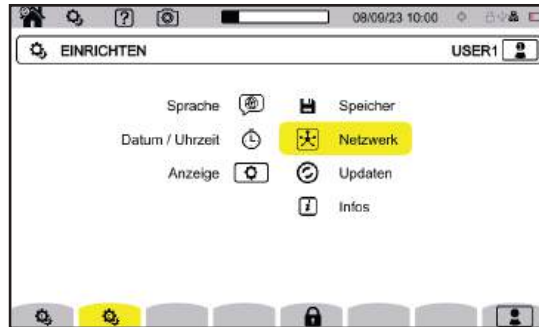 08/09/23 10:00
EINRICHTEN USER1
Sprache Speicher
Datum / Uhrzeit Netzwerk
Anzeige Updaten
Infos